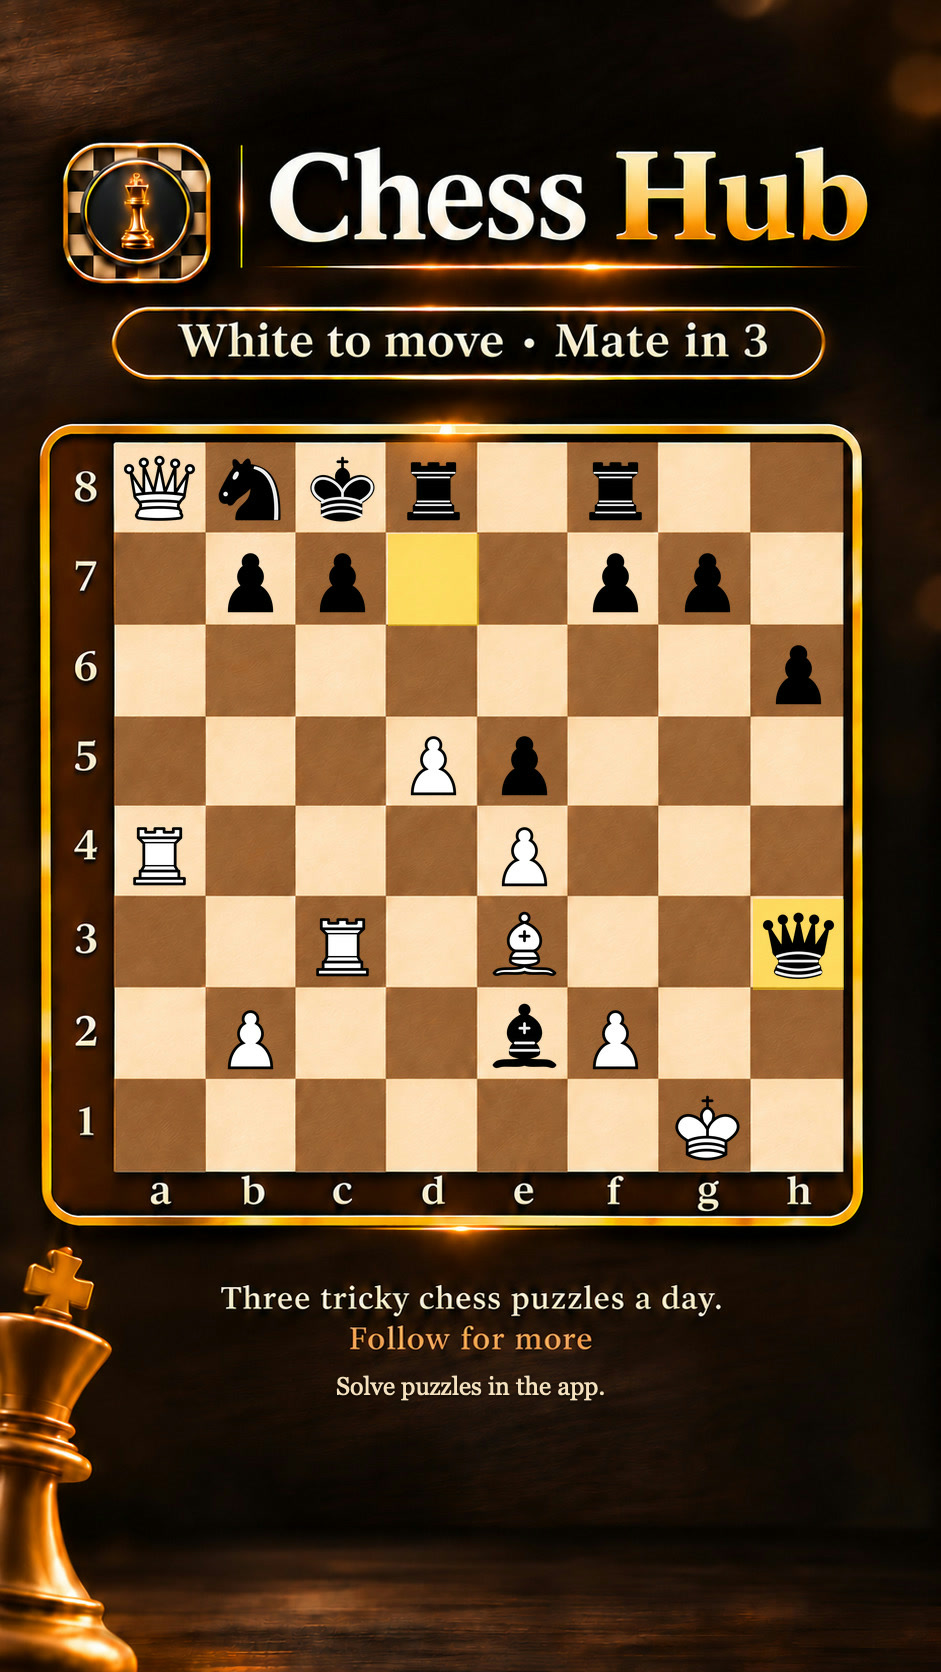 Chess Hub
White to move • Mate in 3
8
7
6
5
4
3
2
1
a b c d e f g h
Three tricky chess puzzles a day.
Follow for more
Solve puzzles in the app.